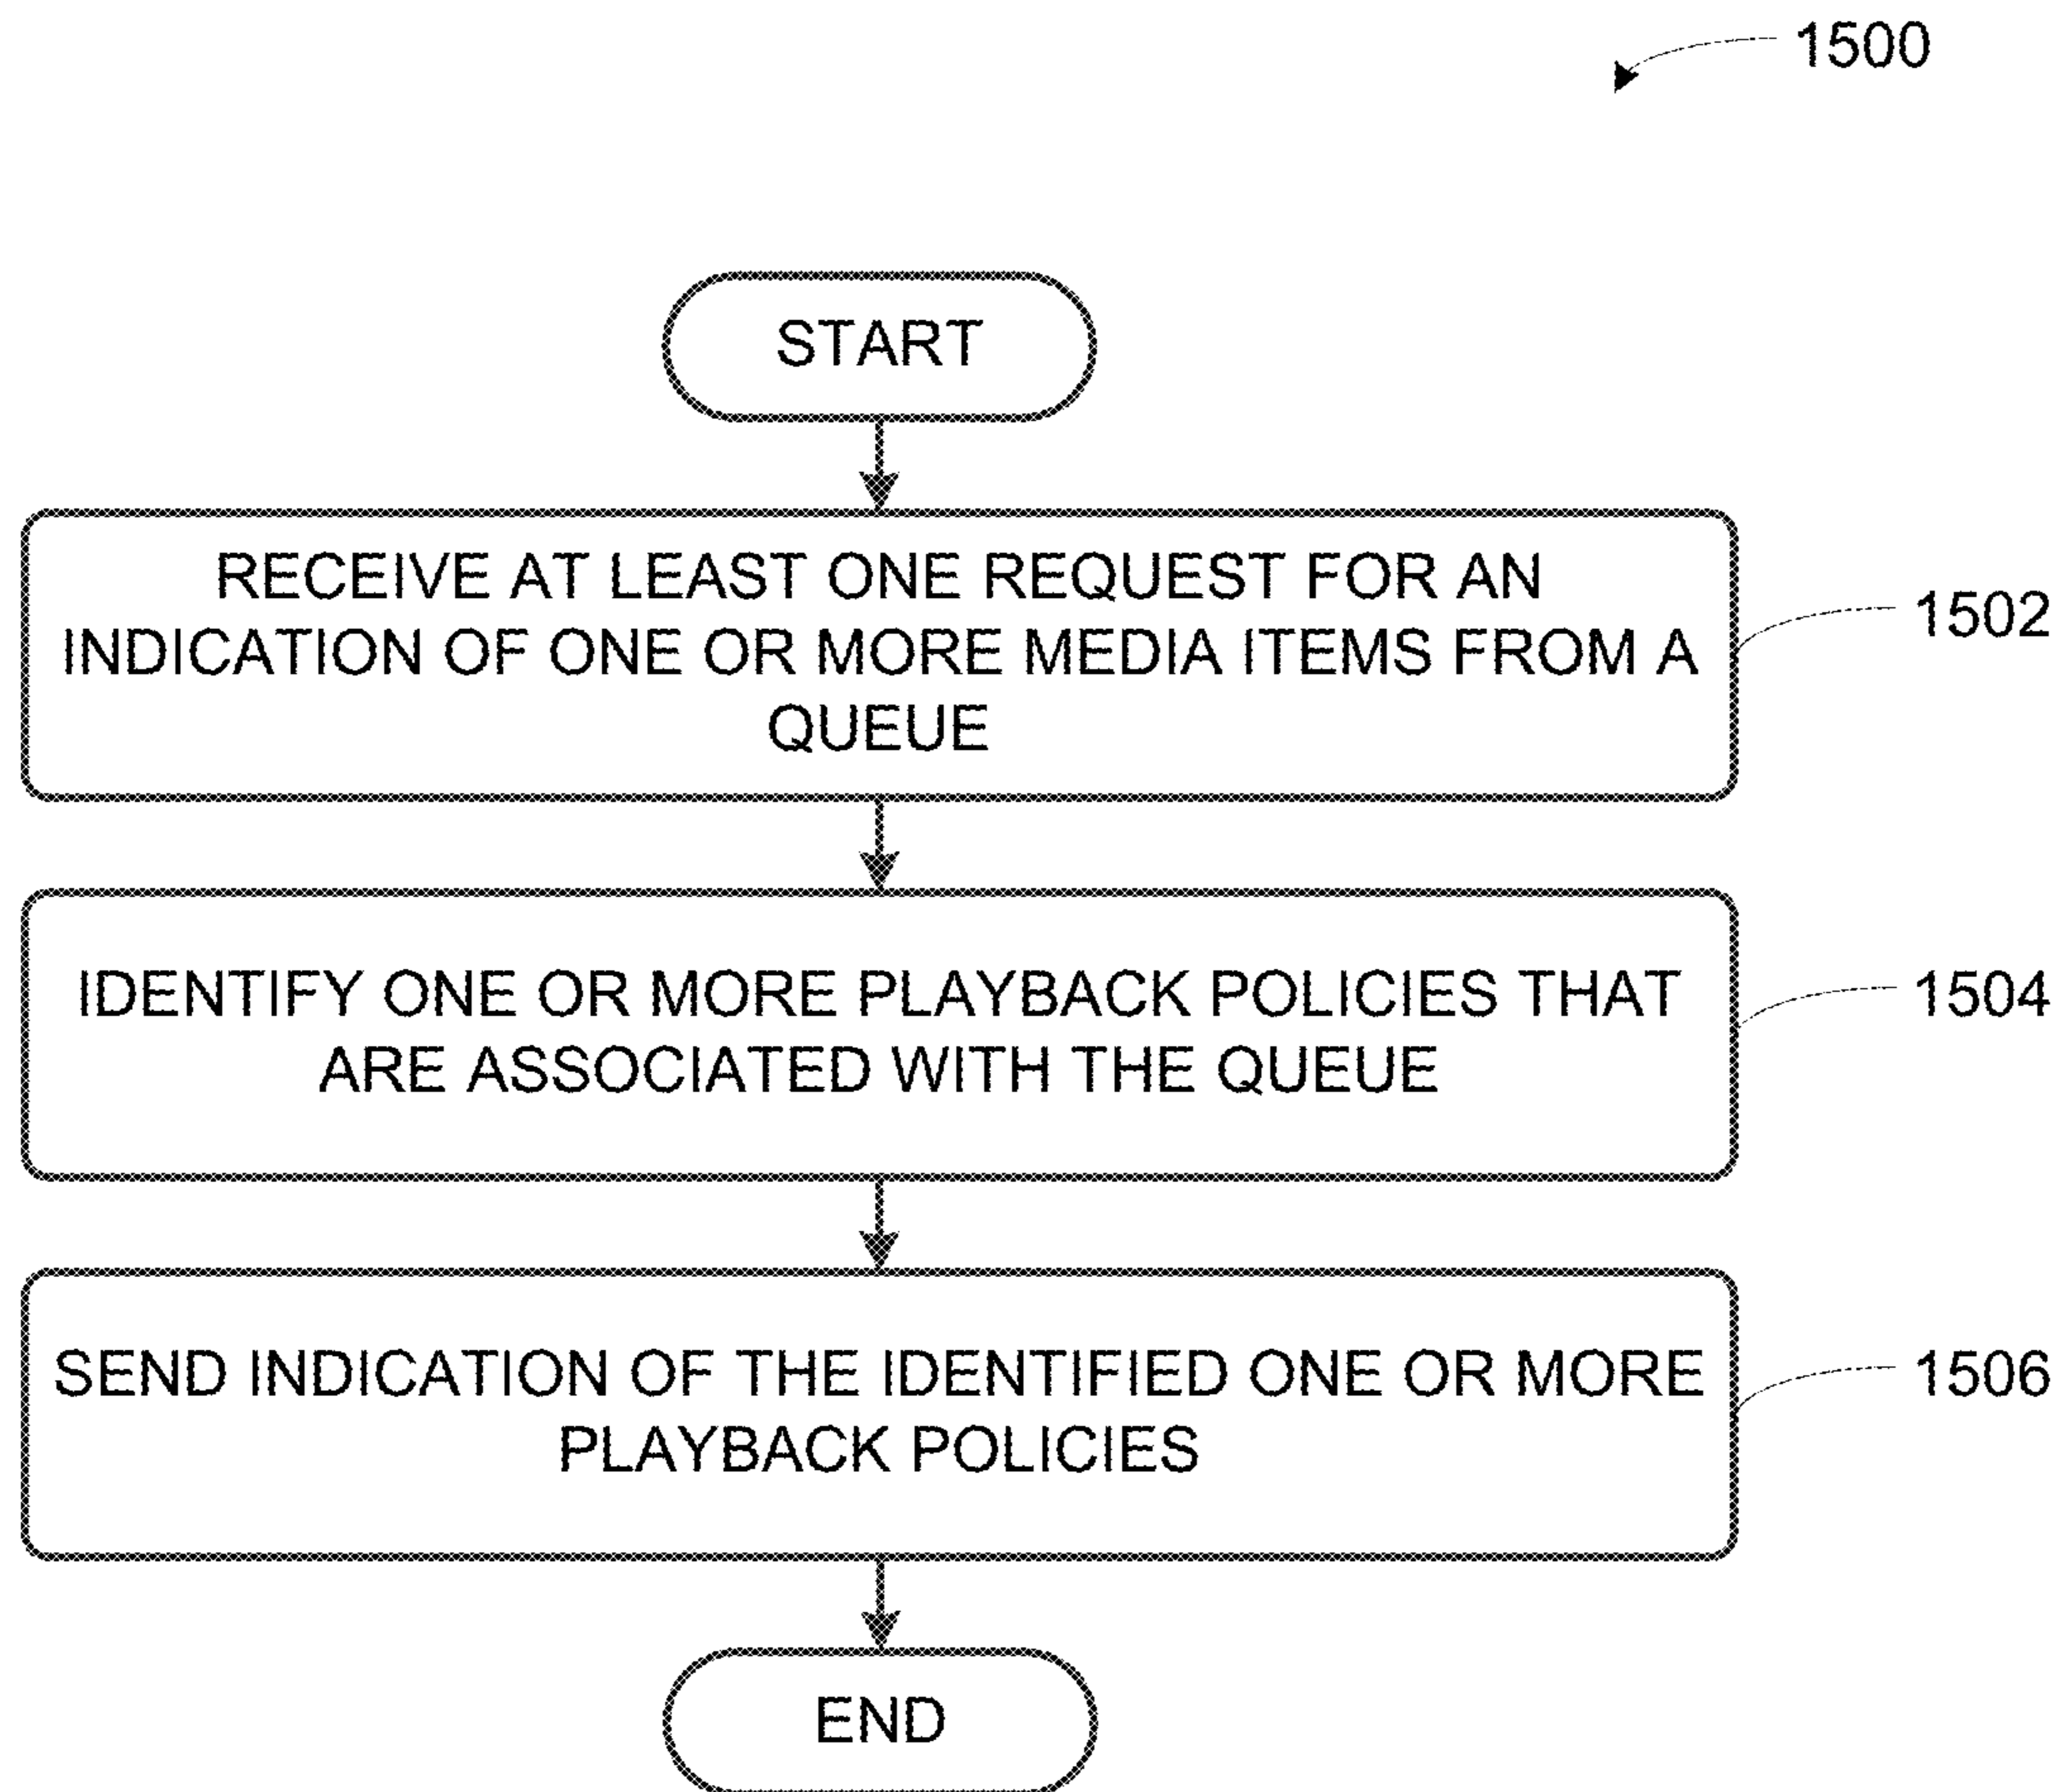 1500
START
RECEIVE AT LEAST ONE REQUEST FOR AN
INDICATION OF ONE OR MORE MEDIA ITEMS FROM A
QUEUE
1502
IDENTIFY ONE OR MORE PLAYBACK POLICIES THAT
ARE ASSOCIATED WITH THE QUEUE
1504
SEND INDICATION OF THE IDENTIFIED ONE OR MORE
PLAYBACK POLICIES
1506
END